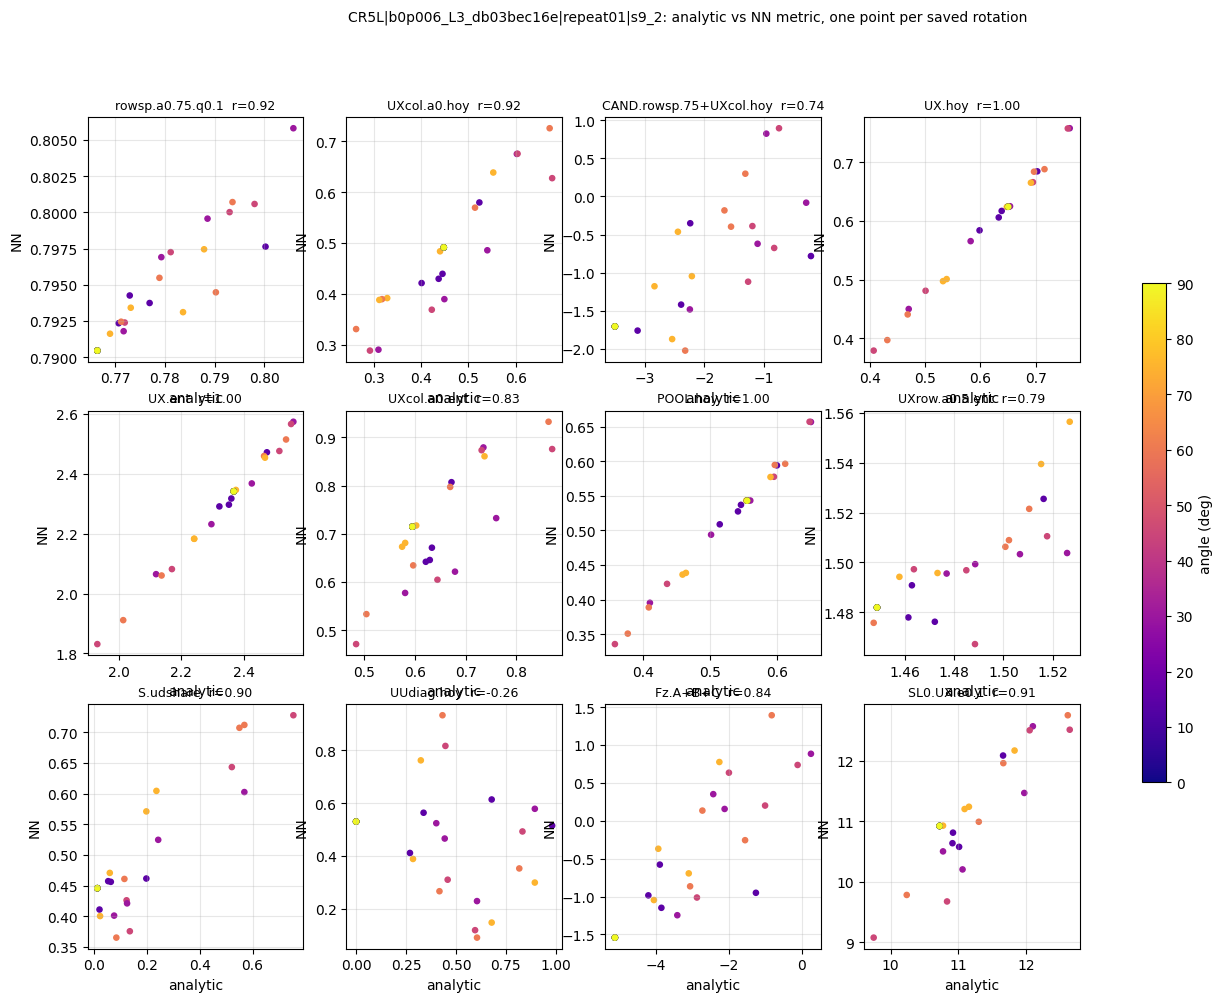 CR5L|b0p006_L3_db03bec16e|repeat01|s9_2: analytic vs NN metric, one point per saved rotation
rowsp.a0.75.q0.1 r=0.92
UXcol.a0.hoy r=0.92
CAND.rowsp.75+UXcol.hoy r=0.74
UX.hoy r=1.00
0.8050
0.8025
0.8000
0.7975
0.7950
0.7925
0.7900
NN
0.77 0.78 0.79 0.80
analytic
0.7
0.6
0.5
0.4
0.3
NN
0.3 0.4 0.5 0.6
analytic
1.0
0.5
0.0
−0.5
−1.0
−1.5
−2.0
NN
−3 −2 −1
analytic
0.7
0.6
0.5
0.4
NN
0.4 0.5 0.6 0.7
analytic
r=1.00
r=0.83
r=1.00
r=0.79
2.6
2.4
2.2
2.0
1.8
NN
2.0 2.2 2.4
analytic
0.9
0.8
0.7
0.6
0.5
NN
0.5 0.6 0.7 0.8
analytic
0.65
0.60
0.55
0.50
0.45
0.40
0.35
NN
0.4 0.5 0.6
analytic
1.56
1.54
1.52
1.50
1.48
NN
1.46 1.48 1.50 1.52
analytic
S.udshare r=0.90
UUdiag.hoy r=-0.26
Fz.A+B+C r=0.84
r=0.91
0.70
0.65
0.60
0.55
0.50
0.45
0.40
0.35
NN
0.0 0.2 0.4 0.6
analytic
0.8
0.6
0.4
0.2
NN
0.00 0.25 0.50 0.75 1.00
analytic
1.5
1.0
0.5
0.0
−0.5
−1.0
−1.5
NN
−4 −2 0
analytic
12
11
10
9
NN
10 11 12
analytic
90
80
70
60
50
40
30
20
10
0
angle (deg)